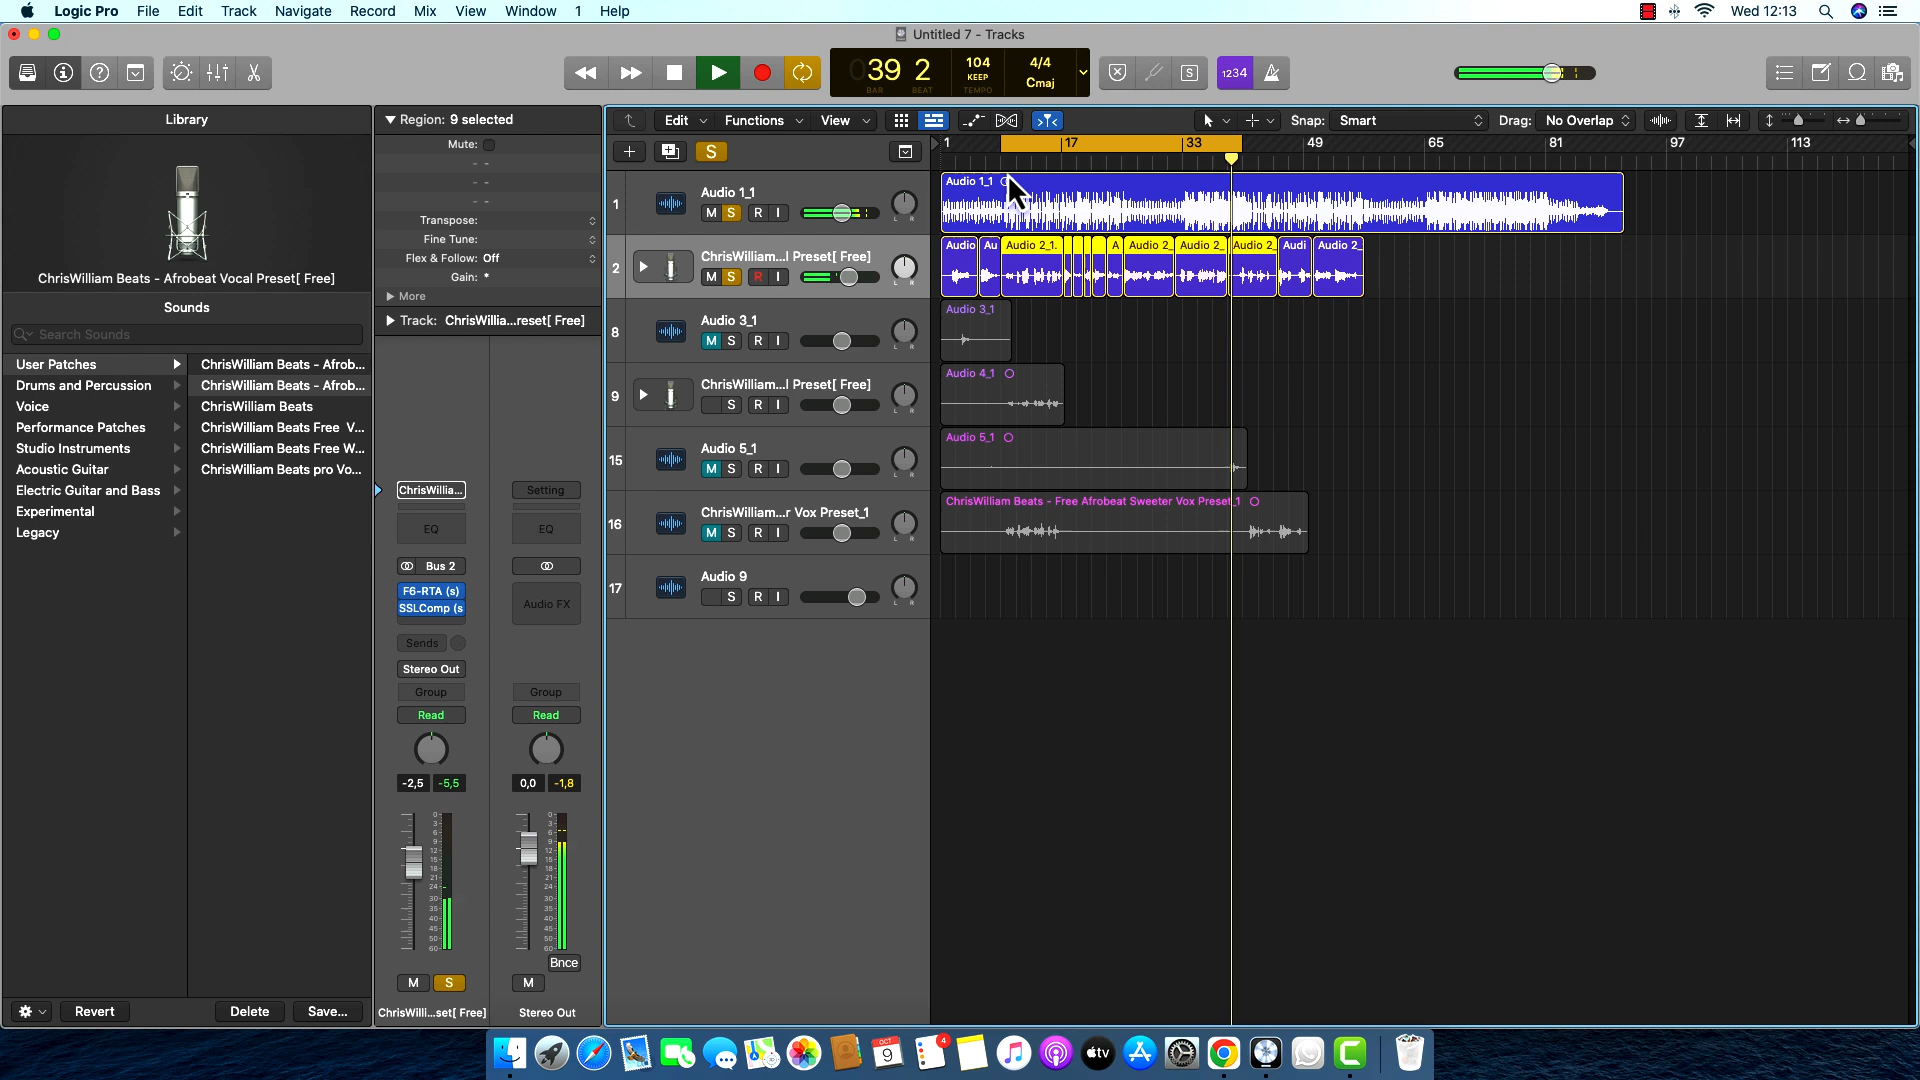 Logic Pro File Edit Track Navigate Record Mix View Window 1 Help
Wed 12:13
Untitled 7 - Tracks
39 2
BAR BEAT
104
KEEP
TEMPO
4/4
Cmaj
S
1234
Library
Region: 9 selected
Edit Functions View
Snap: Smart
Drag: No Overlap
Mute:
S
1 17 33 49 65 81 97 113
Transpose:
Fine Tune:
Flex & Follow: Off
Gain:
More
Track: ChrisWillia...reset[ Free]
ChrisWilliam Beats - Afrobeat Vocal Preset[ Free]
Sounds
Search Sounds
User Patches
Drums and Percussion
Voice
Performance Patches
Studio Instruments
Acoustic Guitar
Electric Guitar and Bass
Experimental
Legacy
ChrisWilliam Beats - Afrob...
ChrisWilliam Beats - Afrob...
ChrisWilliam Beats
ChrisWilliam Beats Free V...
ChrisWilliam Beats Free W...
ChrisWilliam Beats pro Vo...
Revert
Delete
Save...
ChrisWillia...
Setting
EQ
EQ
Bus 2
F6-RTA (s)
SSLComp (s
Audio FX
Sends
Stereo Out
Group
Group
Read
Read
-2,5 -5,5
0,0 -1,8
Bnce
M S
M
ChrisWilli...set[ Free]
Stereo Out
1
Audio 1_1
M S R I
L R
2
ChrisWilliam...l Preset[ Free]
M S R I
L R
8
Audio 3_1
M S R I
L R
9
ChrisWilliam...l Preset[ Free]
S R I
L R
15
Audio 5_1
M S R I
L R
16
ChrisWilliam...r Vox Preset_1
M S R I
L R
17
Audio 9
S R I
L R
Audio 1_1
Audio Au Audio 2_1. A Audio 2_ Audio 2_ Audio 2_ Audi Audio 2_
Audio 3_1
Audio 4_1
Audio 5_1
ChrisWilliam Beats - Free Afrobeat Sweeter Vox Preset_1
OCT
9
4
tv